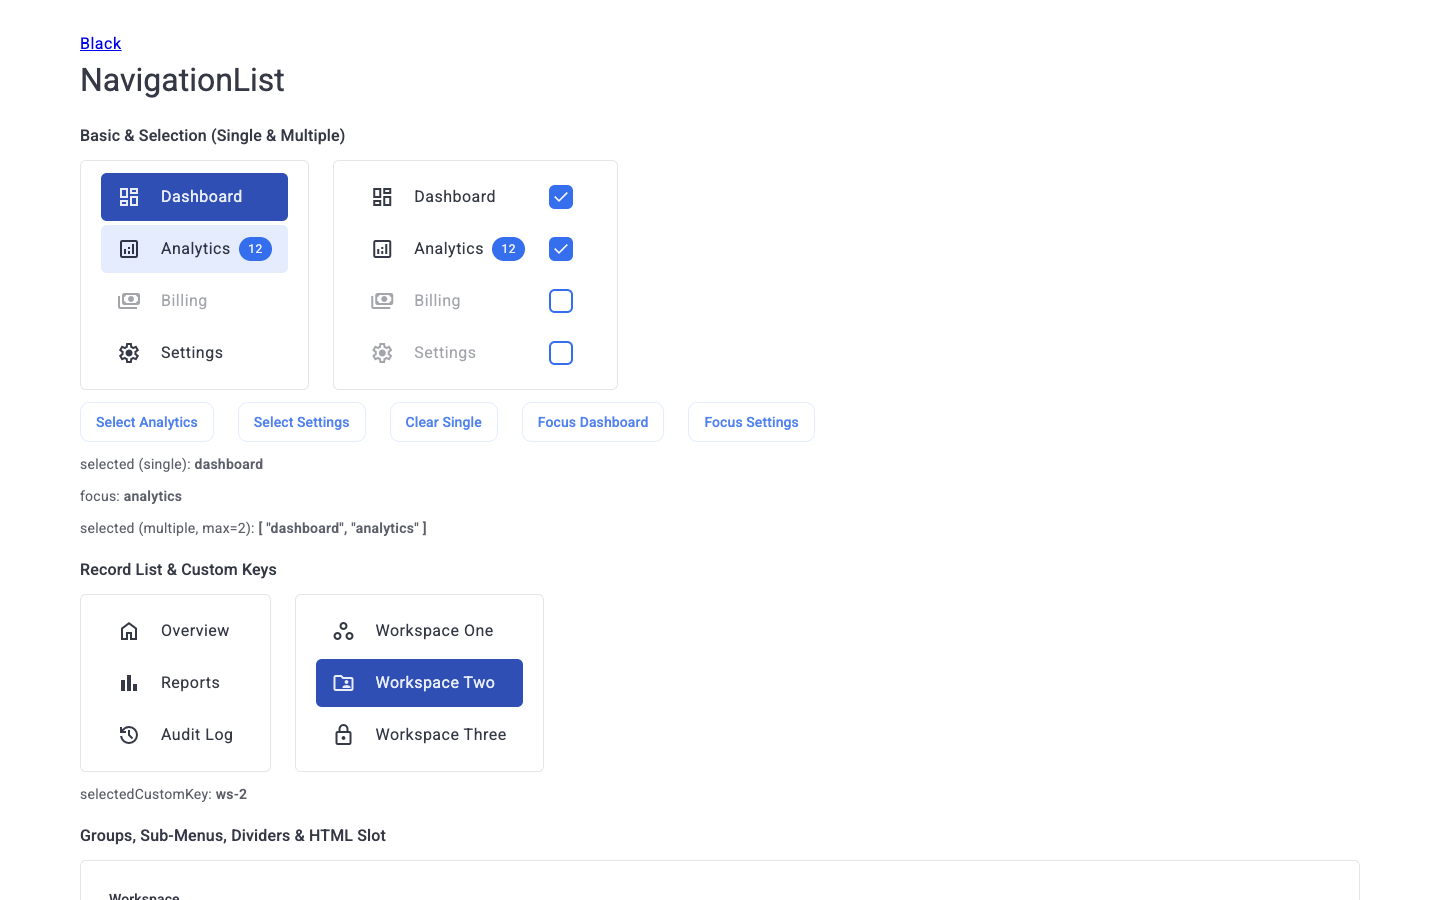 Black
NavigationList
Basic & Selection (Single & Multiple)
Dashboard
Analytics 12
Billing
Settings
Dashboard
Analytics 12
Billing
Settings
Select Analytics
Select Settings
Clear Single
Focus Dashboard
Focus Settings
selected (single): dashboard
focus: analytics
selected (multiple, max=2): [ "dashboard", "analytics" ]
Record List & Custom Keys
Overview
Reports
Audit Log
Workspace One
Workspace Two
Workspace Three
selectedCustomKey: ws-2
Groups, Sub-Menus, Dividers & HTML Slot
Workspace